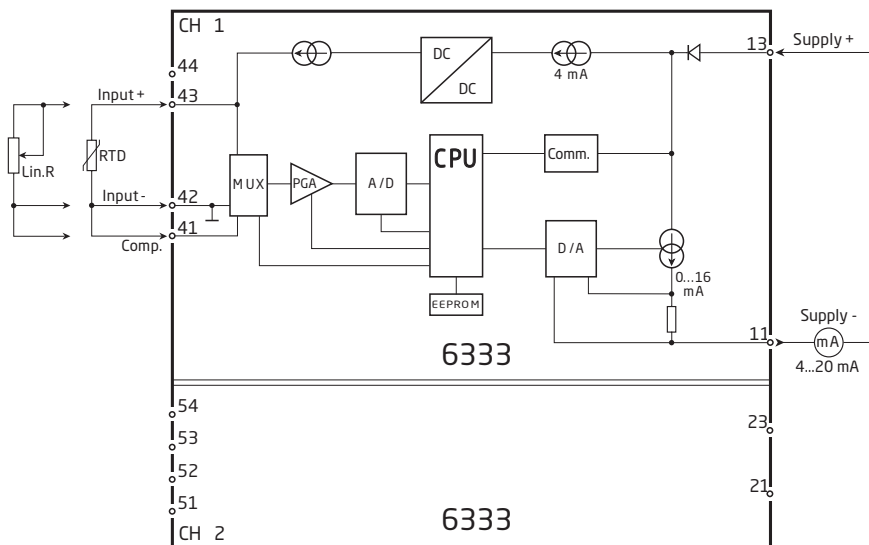 CH 1
44
43
Input +
Lin.R
RTD
Input -
42
41
Comp.
MUX
PGA
A/D
CPU
EEPROM
DC
DC
4 mA
Comm.
D/A
0...16
mA
13
Supply +
Supply -
11
mA
4...20 mA
6333
54
53
52
51
CH 2
23
21
6333